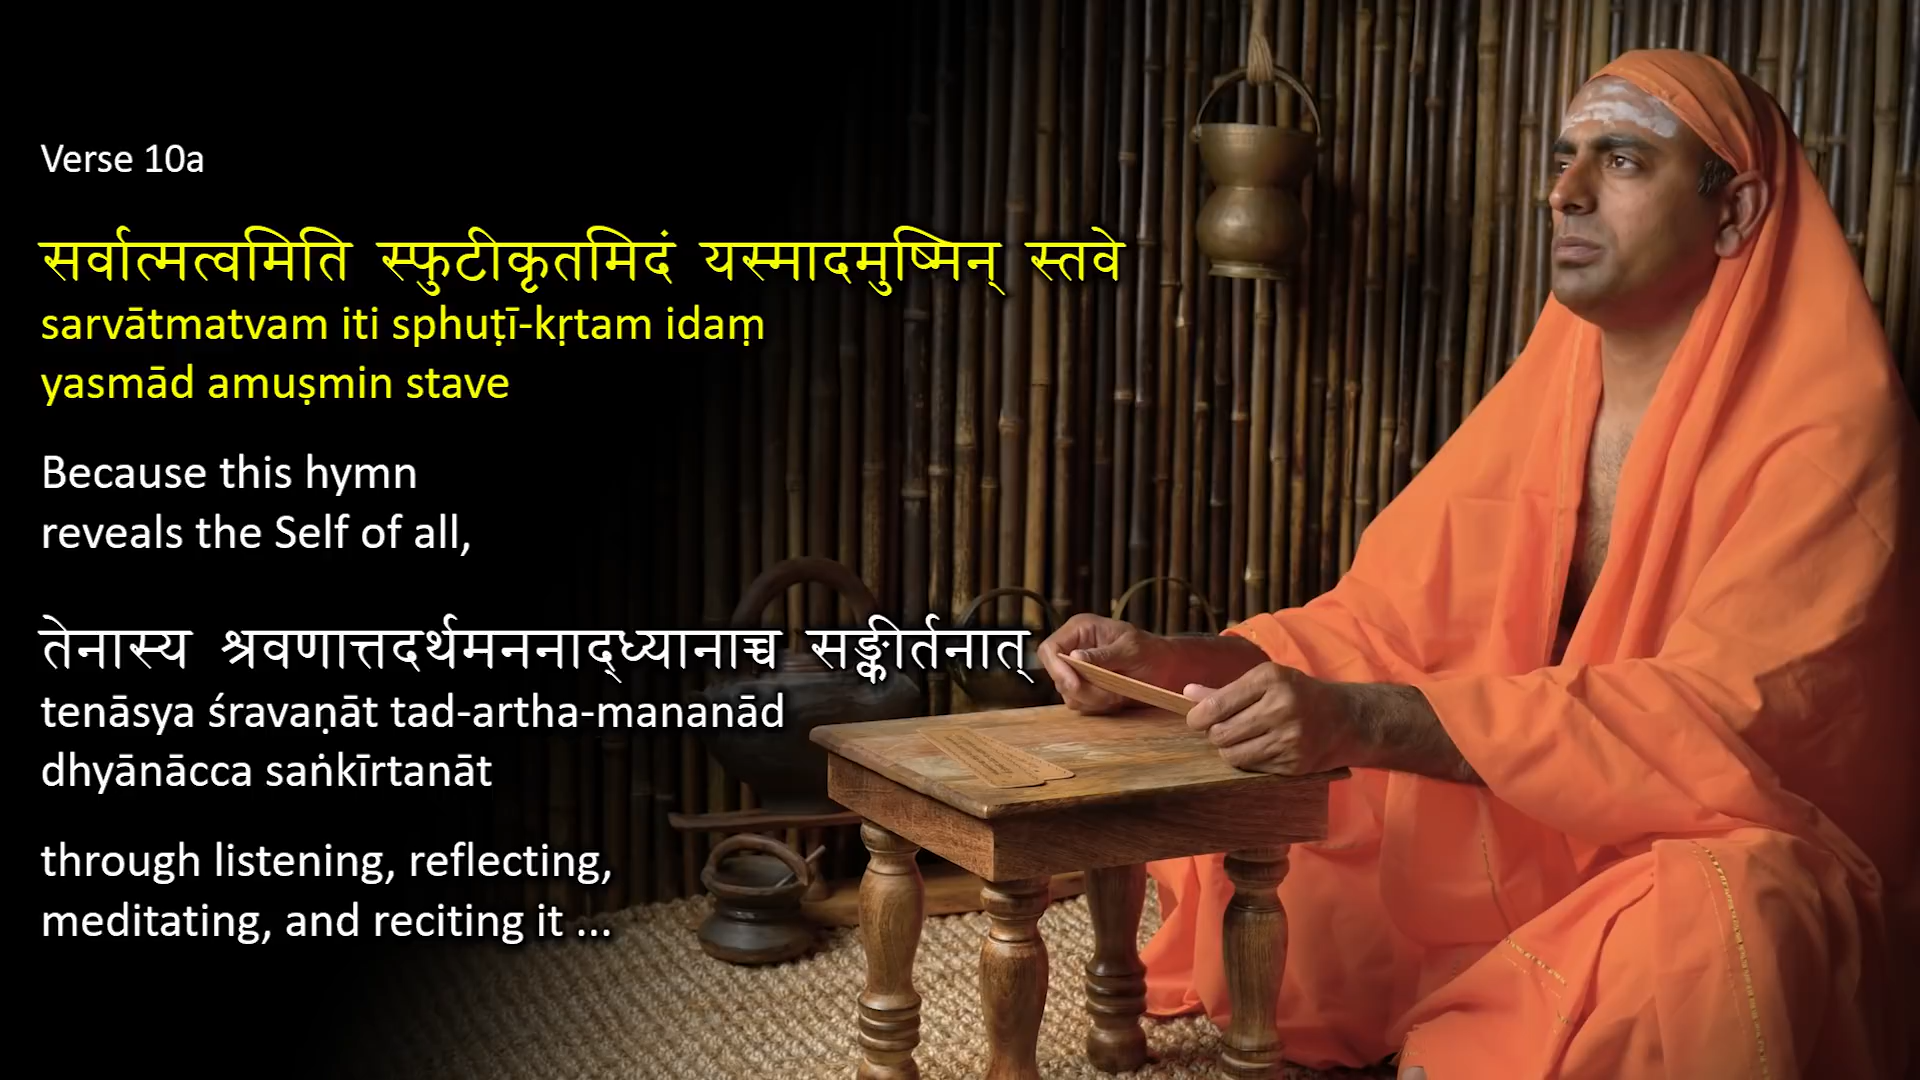 Verse 10a
सर्वात्मत्वमिति स्फुटीकृतमिदं यस्मादमुष्मिन् स्तवे
sarvātmatvam iti sphuṭī-kṛtam idaṃ
yasmād amuṣmin stave
Because this hymn
reveals the Self of all,
तेनास्य श्रवणात्तदर्थमननाद्ध्यानाच्च सङ्कीर्तनात्
tenāsya śravaṇāt tad-artha-mananād
dhyānācca saṅkīrtanāt
through listening, reflecting,
meditating, and reciting it ...